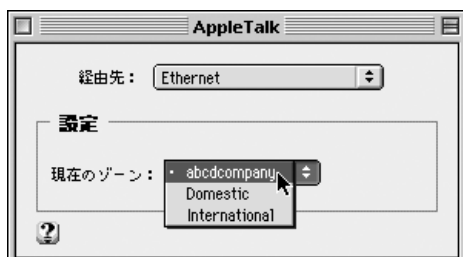 AppleTalk
経由先： Ethernet
設定
現在のゾーン： • abcdcompany
Domestic
International
?